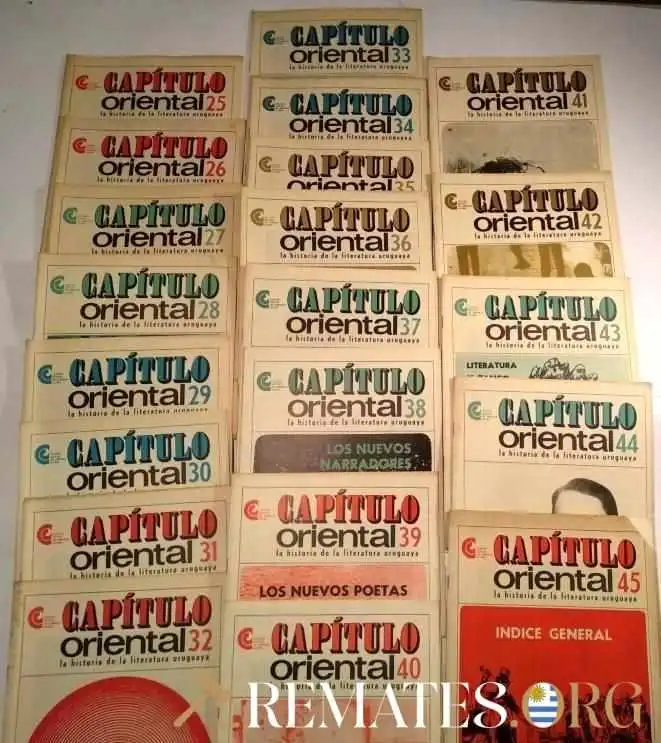 CAPÍTULO
oriental 25
la historia de la literatura uruguaya
CAPÍTULO
oriental 26
la historia de la literatura uruguaya
CAPÍTULO
oriental 27
la historia de la literatura uruguaya
CAPÍTULO
oriental 28
la historia de la literatura uruguaya
CAPÍTULO
oriental 29
la historia de la literatura uruguaya
CAPÍTULO
oriental 30
CAPÍTULO
oriental 31
la historia de la literatura uruguaya
CAPÍTULO
oriental 32
la historia de la literatura uruguaya
CAPÍTULO
oriental 33
la historia de la literatura uruguaya
CAPÍTULO
oriental 34
la historia de la literatura uruguaya
CAPÍTULO
oriental 35
CAPÍTULO
oriental 36
la historia de la literatura uruguaya
CAPÍTULO
oriental 37
la historia de la literatura uruguaya
CAPÍTULO
oriental 38
la historia de la literatura uruguaya
LOS NUEVOS
NARRADORES
CAPÍTULO
oriental 39
la historia de la literatura uruguaya
LOS NUEVOS POETAS
CAPÍTULO
oriental 40
la historia de la literatura uruguaya
CAPÍTULO
oriental 41
la historia de la literatura uruguaya
CAPÍTULO
oriental 42
la historia de la literatura uruguaya
CAPÍTULO
oriental 43
la historia de la literatura uruguaya
LITERATURA
CAPÍTULO
oriental 44
la historia de la literatura uruguaya
CAPÍTULO
oriental 45
la historia de la literatura uruguaya
INDICE GENERAL
REMATES.ORG